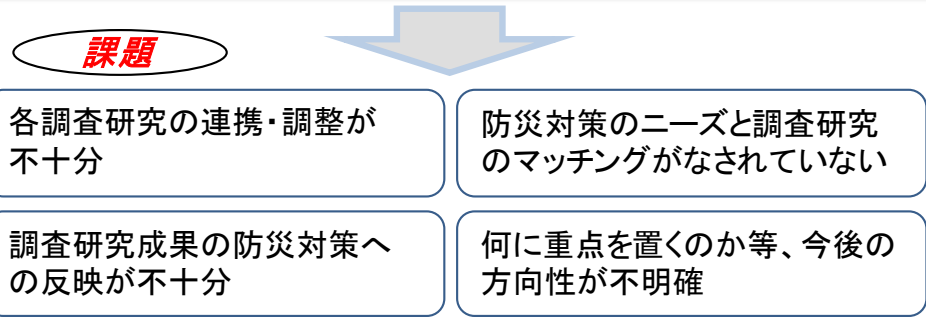 課題
各調査研究の連携・調整が
不十分
防災対策のニーズと調査研究
のマッチングがなされていない
調査研究成果の防災対策へ
の反映が不十分
何に重点を置くのか等、今後の
方向性が不明確